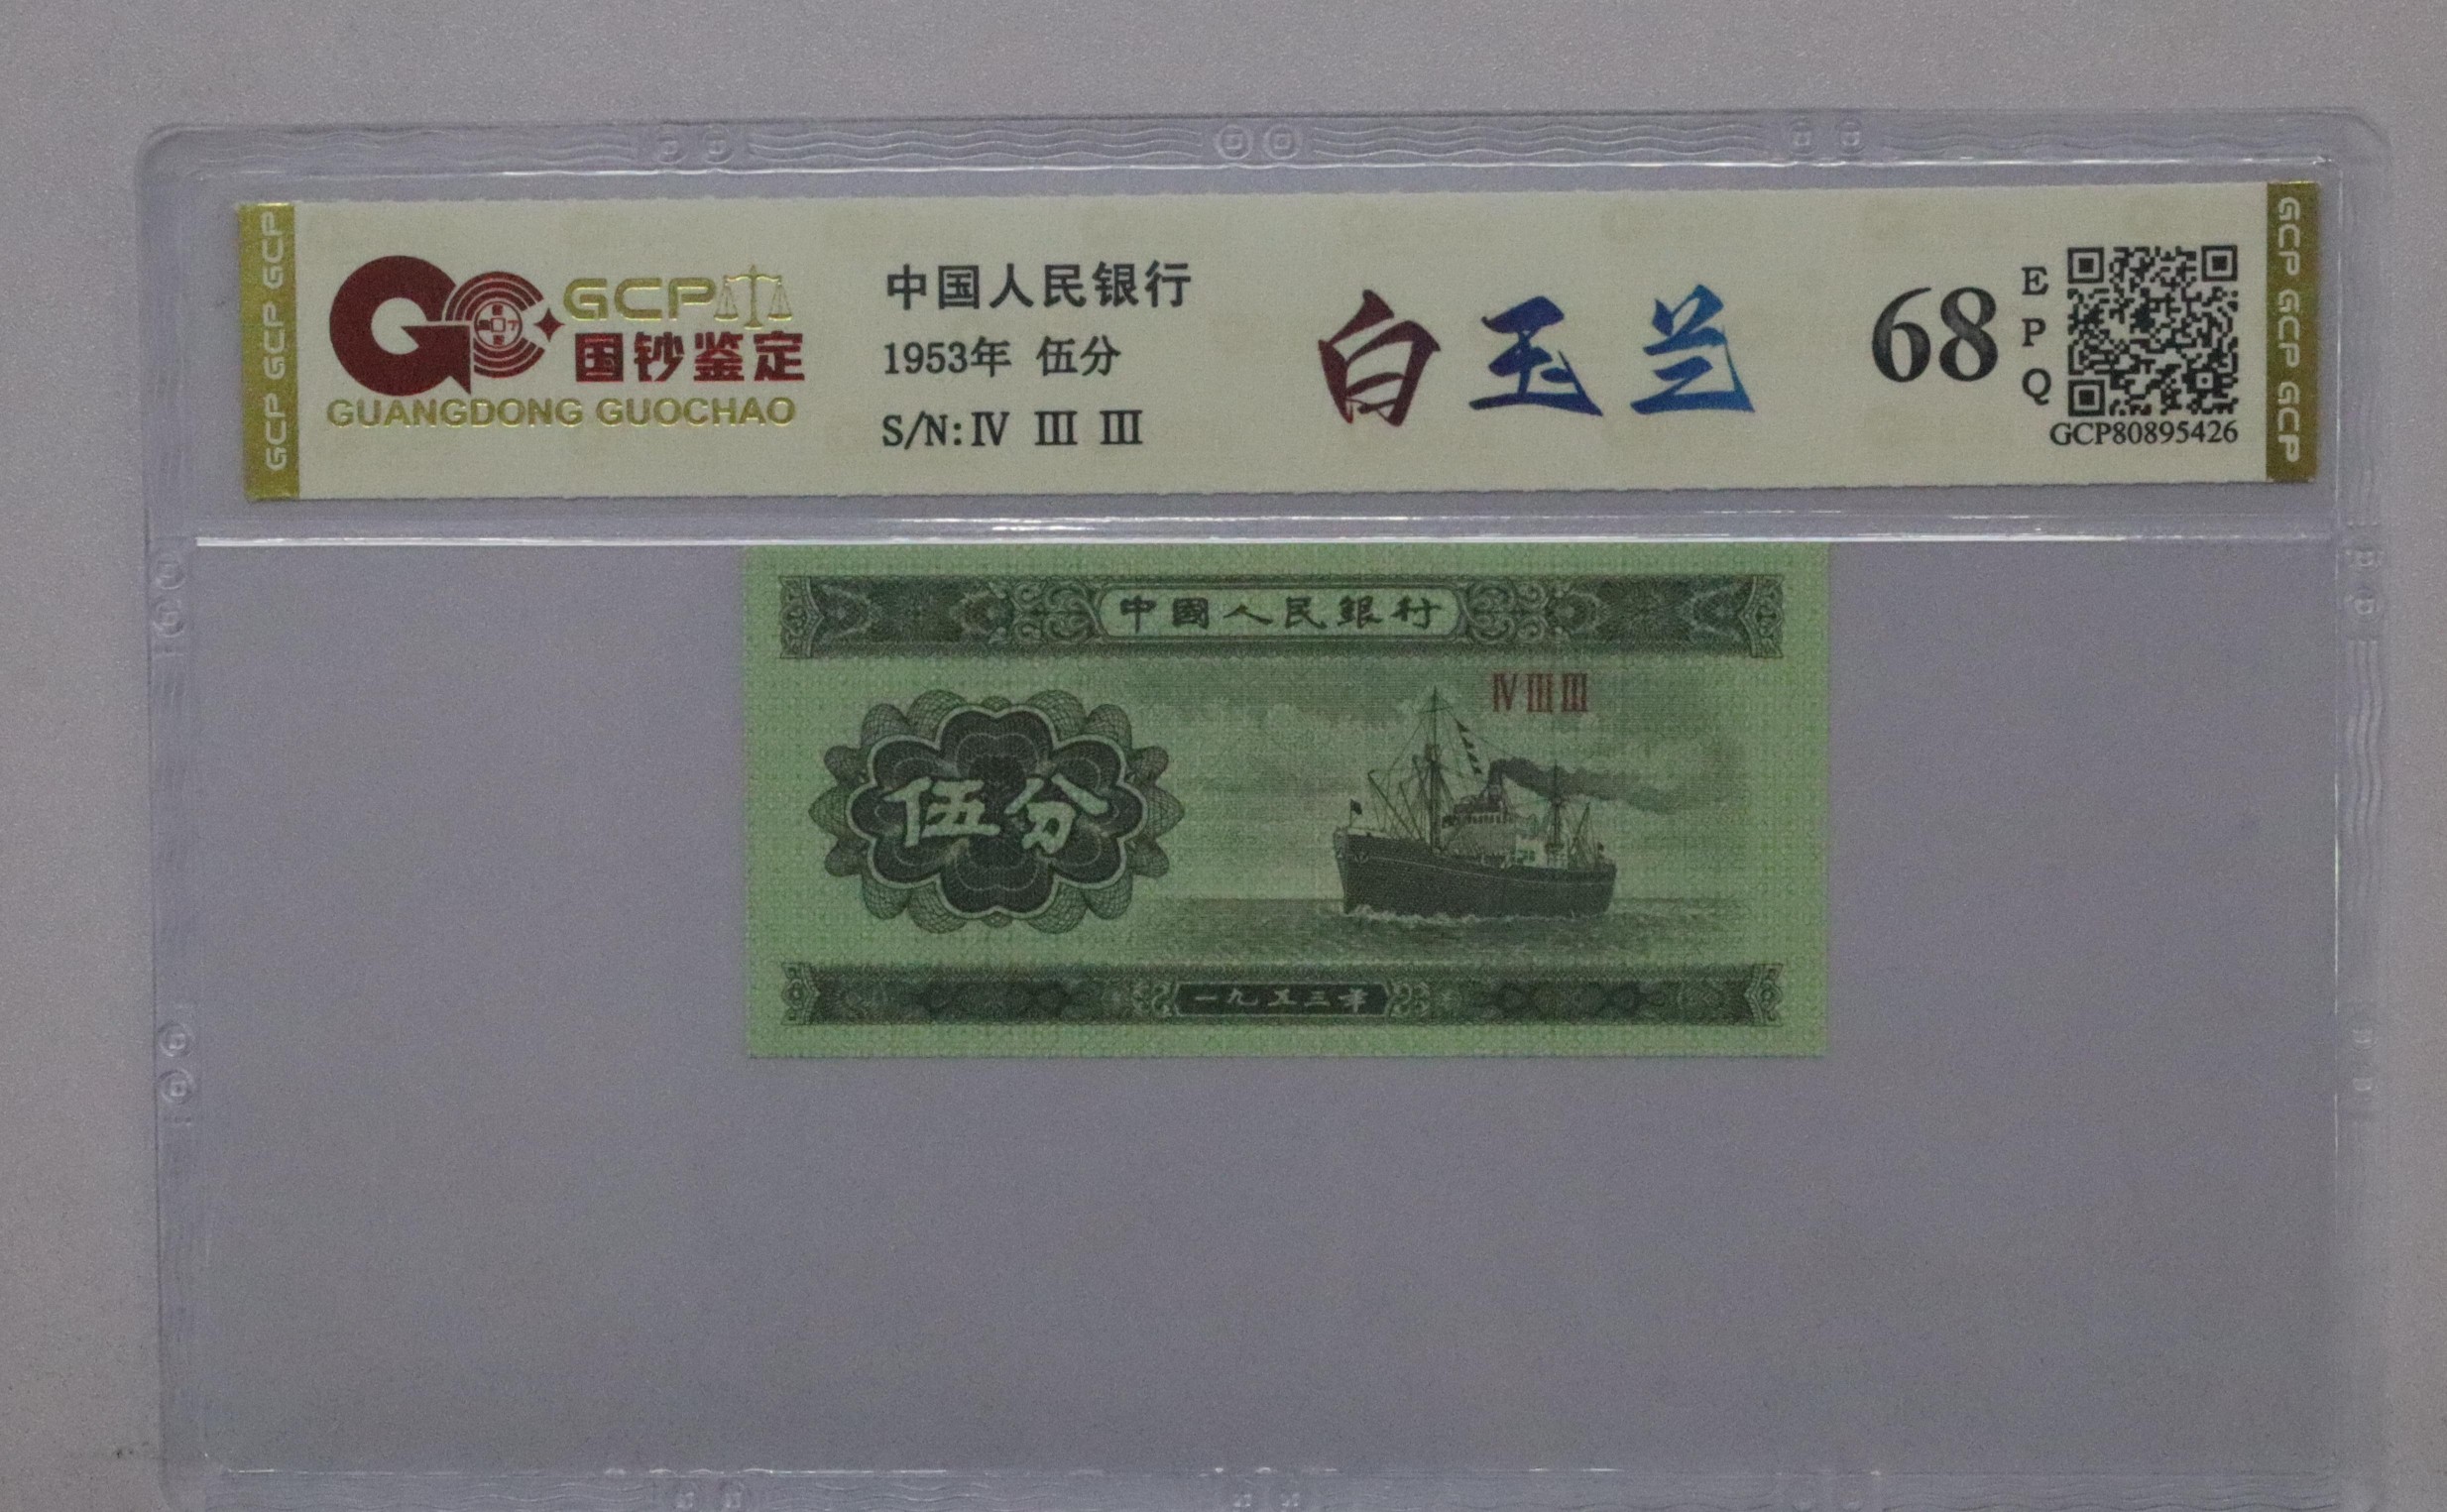 GCP GCP GCP
GCP
国钞鉴定
GUANGDONG GUOCHAO
中国人民银行
1953年 伍分
S/N:Ⅳ Ⅲ Ⅲ
白玉兰
68
E
P
Q
GCP80895426
GCP GCP GCP
中國人民銀行
Ⅳ Ⅲ Ⅲ
伍分
一九五三年